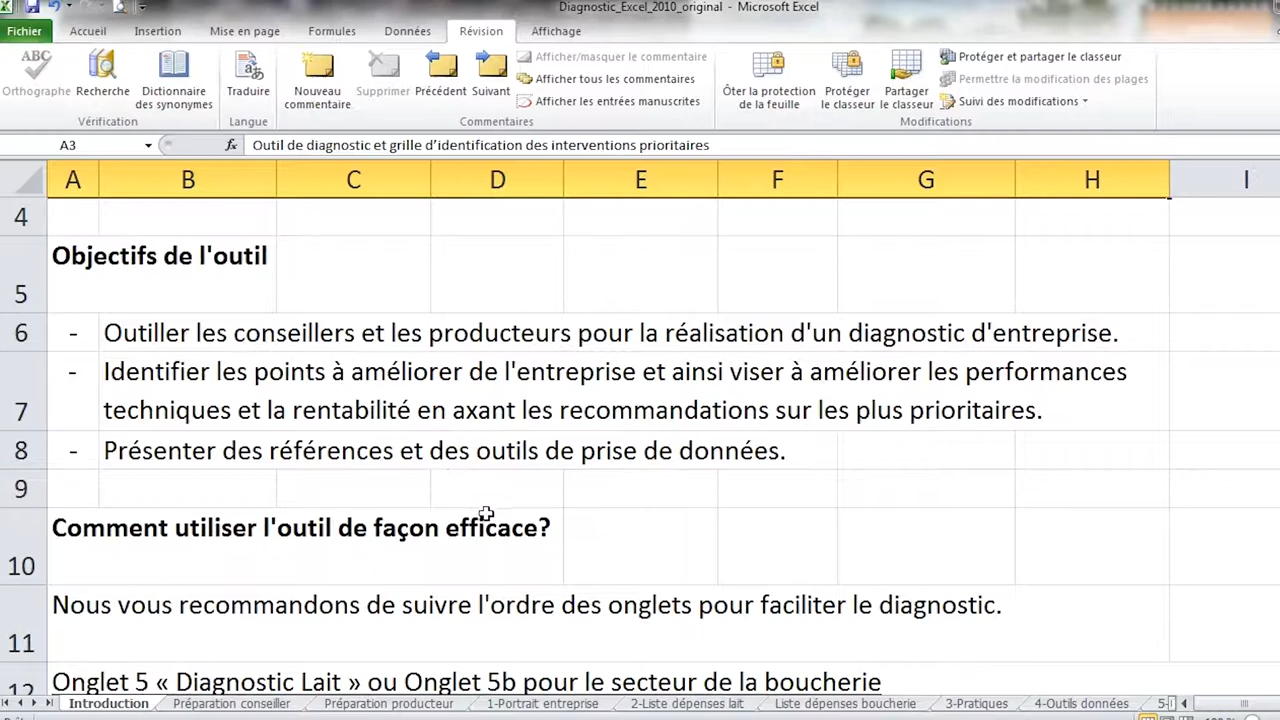 Diagnostic_Excel_2010_original - Microsoft Excel
Fichier Accueil Insertion Mise en page Formules Données Révision Affichage
ABC
Orthographe
Recherche
Dictionnaire
des synonymes
Vérification
Traduire
Langue
Nouveau
commentaire
Supprimer
Précédent
Suivant
Afficher/masquer le commentaire
Afficher tous les commentaires
Afficher les entrées manuscrites
Commentaires
Ôter la protection
de la feuille
Protéger
le classeur
Partager
le classeur
Protéger et partager le classeur
Permettre la modification des plages
Suivi des modifications
Modifications
A3 fx Outil de diagnostic et grille d’identification des interventions prioritaires
A B C D E F G H I
4
Objectifs de l'outil
5
6 - Outiller les conseillers et les producteurs pour la réalisation d'un diagnostic d'entreprise.
- Identifier les points à améliorer de l'entreprise et ainsi viser à améliorer les performances
7 techniques et la rentabilité en axant les recommandations sur les plus prioritaires.
8 - Présenter des références et des outils de prise de données.
9
Comment utiliser l'outil de façon efficace?
10
Nous vous recommandons de suivre l'ordre des onglets pour faciliter le diagnostic.
11
12 Onglet 5 « Diagnostic Lait » ou Onglet 5b pour le secteur de la boucherie
Introduction Préparation conseiller Préparation producteur 1-Portrait entreprise 2-Liste dépenses lait Liste dépenses boucherie 3-Pratiques 4-Outils données 5-